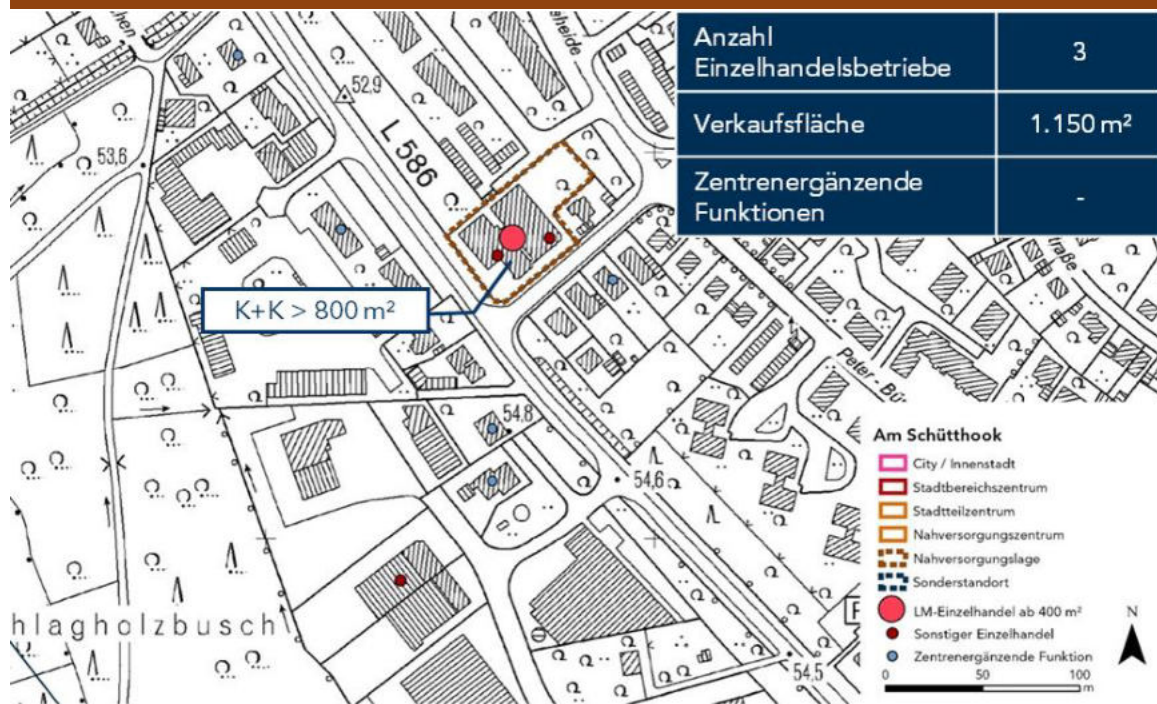 Anzahl
Einzelhandelsbetriebe
3
Verkaufsfläche
1.150 m²
Zentrenergänzende
Funktionen
-
52,9
53,6
L 586
K+K > 800 m²
54,8
54,6
54,5
hlagholzbusch
Am Schütthook
City / Innenstadt
Stadtbereichszentrum
Stadtteilzentrum
Nahversorgungszentrum
Nahversorgungslage
Sonderstandort
LM-Einzelhandel ab 400 m²
Sonstiger Einzelhandel
Zentrenergänzende Funktion
N
0 50 100
m